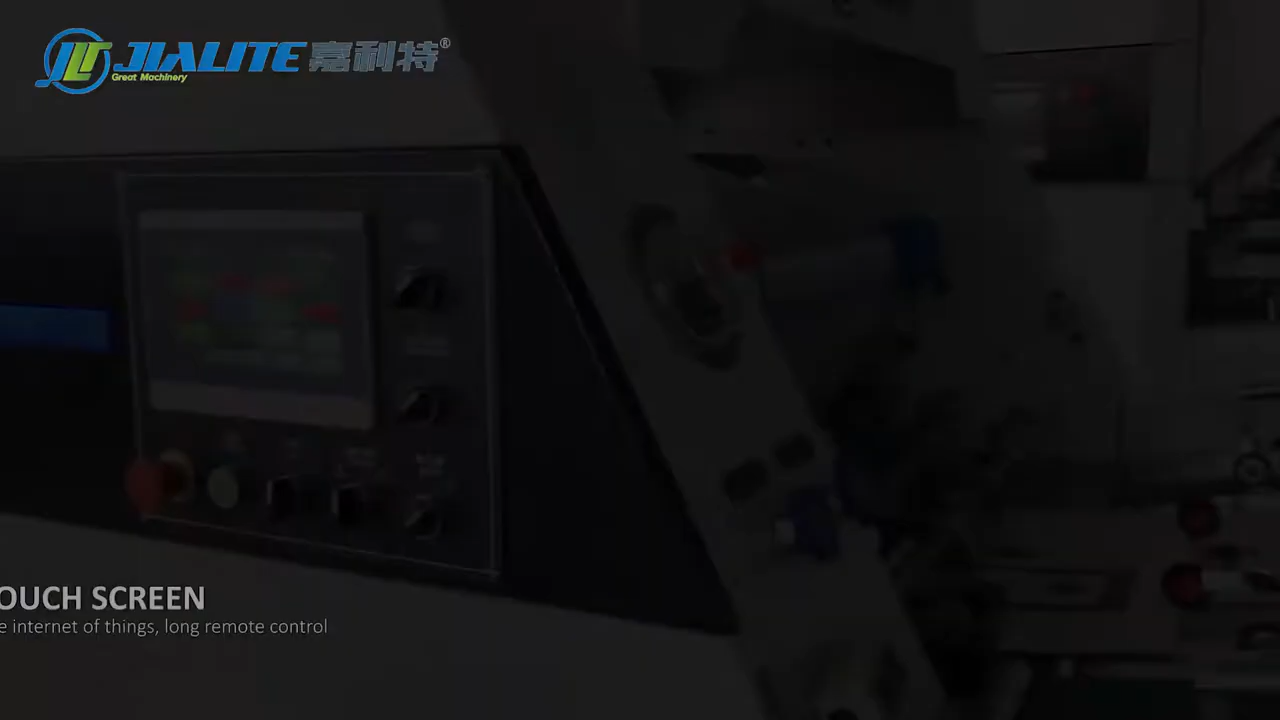 JIALITE 嘉利特®
Great Machinery
OUCH SCREEN
e internet of things, long remote control